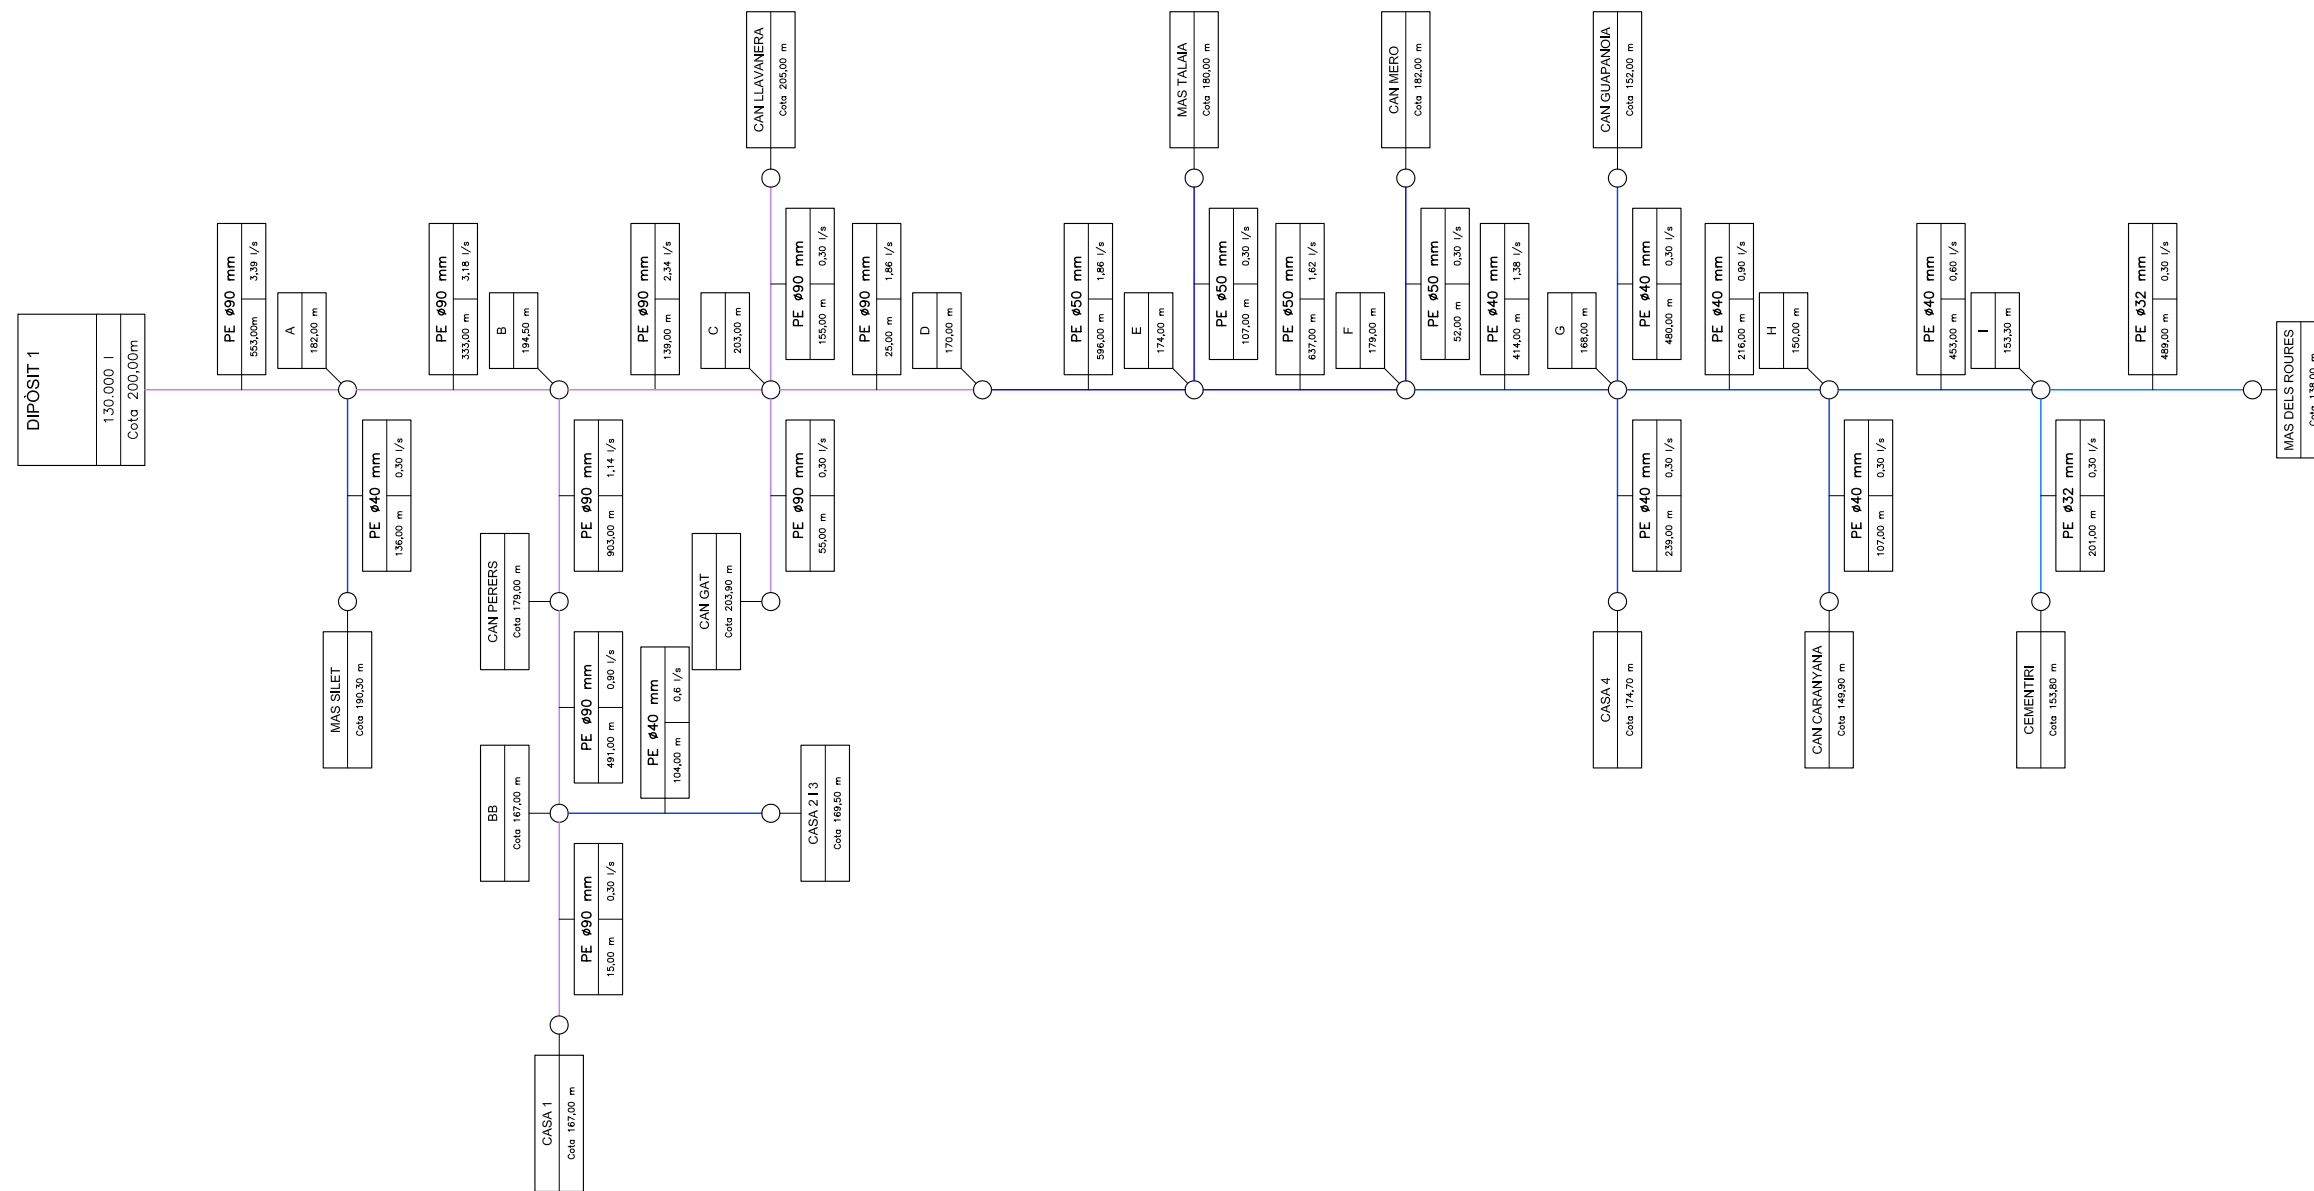 DIPÒSIT 1
130.000 l
Cota 200,00m
PE ø90 mm
553,00m 3,39 l/s
A
182,00 m
PE ø40 mm
136,00 m 0,30 l/s
MAS SILET
Cota 190,30 m
PE ø90 mm
333,00 m 3,18 l/s
B
194,50 m
PE ø90 mm
903,00 m 1,14 l/s
CAN PERERS
Cota 179,00 m
PE ø90 mm
491,00 m 0,90 l/s
BB
Cota 167,00 m
PE ø40 mm
104,00 m 0,6 l/s
CASA 2 I 3
Cota 169,50 m
PE ø90 mm
15,00 m 0,30 l/s
CASA 1
Cota 167,00 m
PE ø90 mm
139,00 m 2,34 l/s
C
203,00 m
CAN LLAVANERA
Cota 205,00 m
PE ø90 mm
155,00 m 0,30 l/s
PE ø90 mm
55,00 m 0,30 l/s
CAN GAT
Cota 203,90 m
PE ø90 mm
25,00 m 1,86 l/s
D
170,00 m
PE ø50 mm
596,00 m 1,86 l/s
E
174,00 m
MAS TALAIA
Cota 180,00 m
PE ø50 mm
107,00 m 0,30 l/s
PE ø50 mm
637,00 m 1,62 l/s
F
179,00 m
CAN MERO
Cota 182,00 m
PE ø50 mm
52,00 m 0,30 l/s
PE ø40 mm
414,00 m 1,38 l/s
G
168,00 m
CAN GUAPANOIA
Cota 152,00 m
PE ø40 mm
480,00 m 0,30 l/s
PE ø40 mm
239,00 m 0,30 l/s
CASA 4
Cota 174,70 m
PE ø40 mm
216,00 m 0,90 l/s
H
150,00 m
PE ø40 mm
107,00 m 0,30 l/s
CAN CARANYANA
Cota 149,90 m
PE ø40 mm
453,00 m 0,60 l/s
I
153,30 m
PE ø32 mm
201,00 m 0,30 l/s
CEMENTIRI
Cota 153,80 m
PE ø32 mm
489,00 m 0,30 l/s
MAS DELS ROURES
Cota 138,00 m